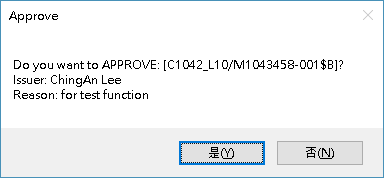 Approve
Do you want to APPROVE: [C1042_L10/M1043458-001$B]?
Issuer: ChingAn Lee
Reason: for test function
是(Y)
否(N)